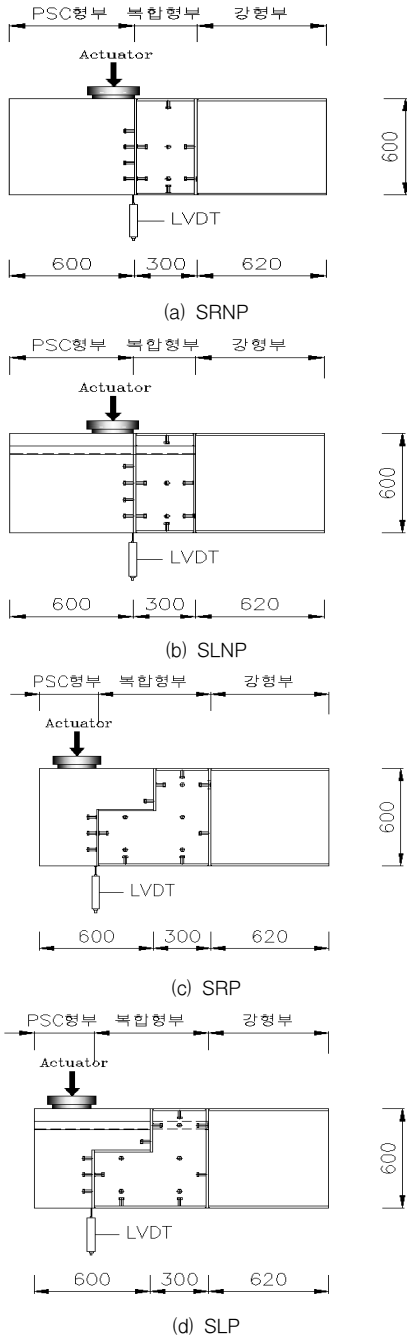 PSC형부 복합형부 강형부
Actuator
600
LVDT
600 300 620
(a) SRNP
PSC형부 복합형부 강형부
Actuator
600
LVDT
600 300 620
(b) SLNP
PSC형부 복합형부 강형부
Actuator
600
LVDT
600 300 620
(c) SRP
PSC형부 복합형부 강형부
Actuator
600
LVDT
600 300 620
(d) SLP